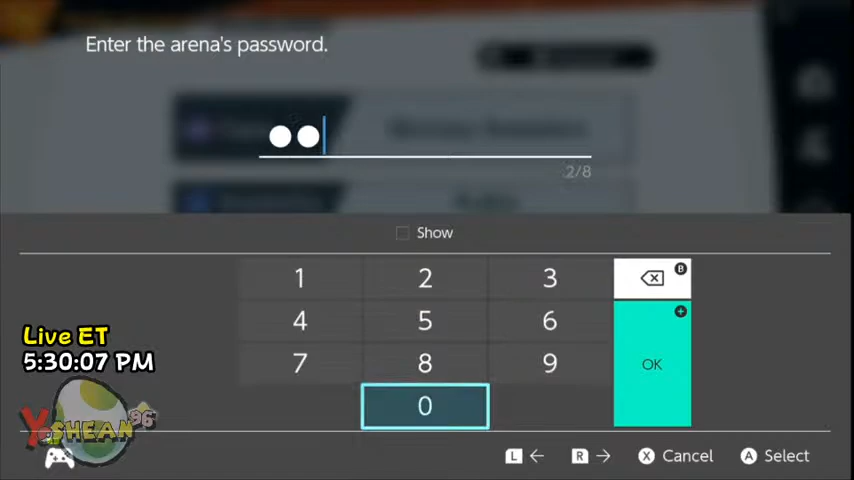 Enter the arena's password.
2/8
Show
1 2 3
4 5 6
7 8 9
0
B
+
OK
Live ET
5:30:07 PM
YoSHEAN96
L ← R → X Cancel A Select